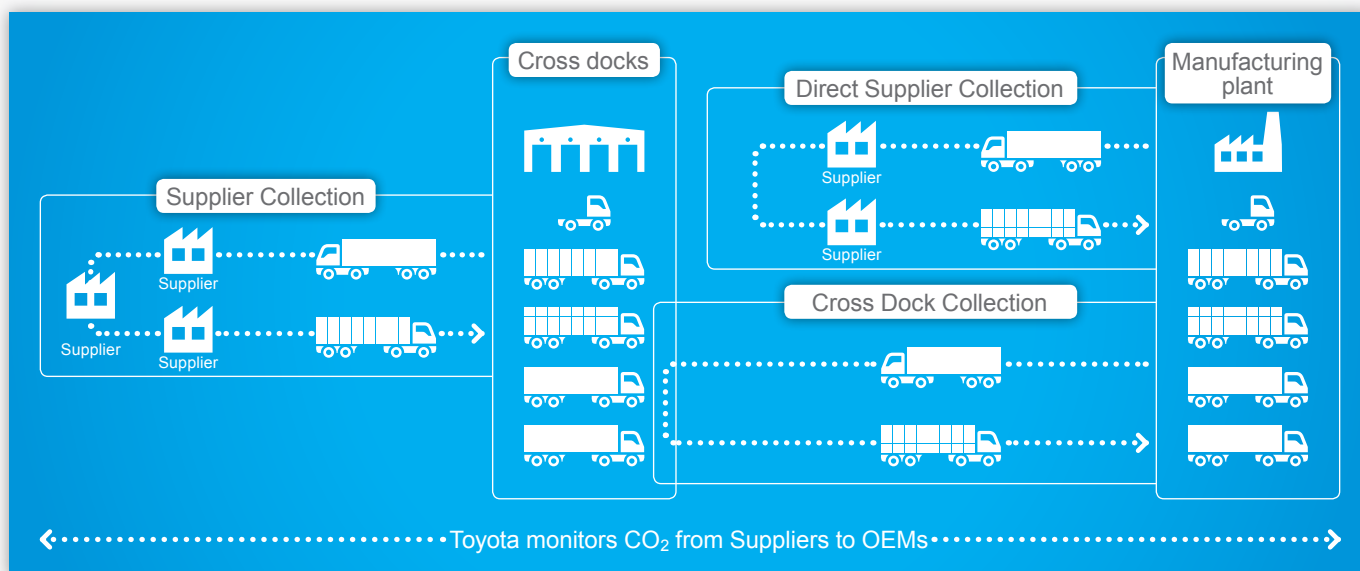 Cross docks
Manufacturing
plant
Direct Supplier Collection
Supplier
Supplier Collection
Supplier
Supplier
Cross Dock Collection
Supplier
Supplier
Toyota monitors CO₂ from Suppliers to OEMs